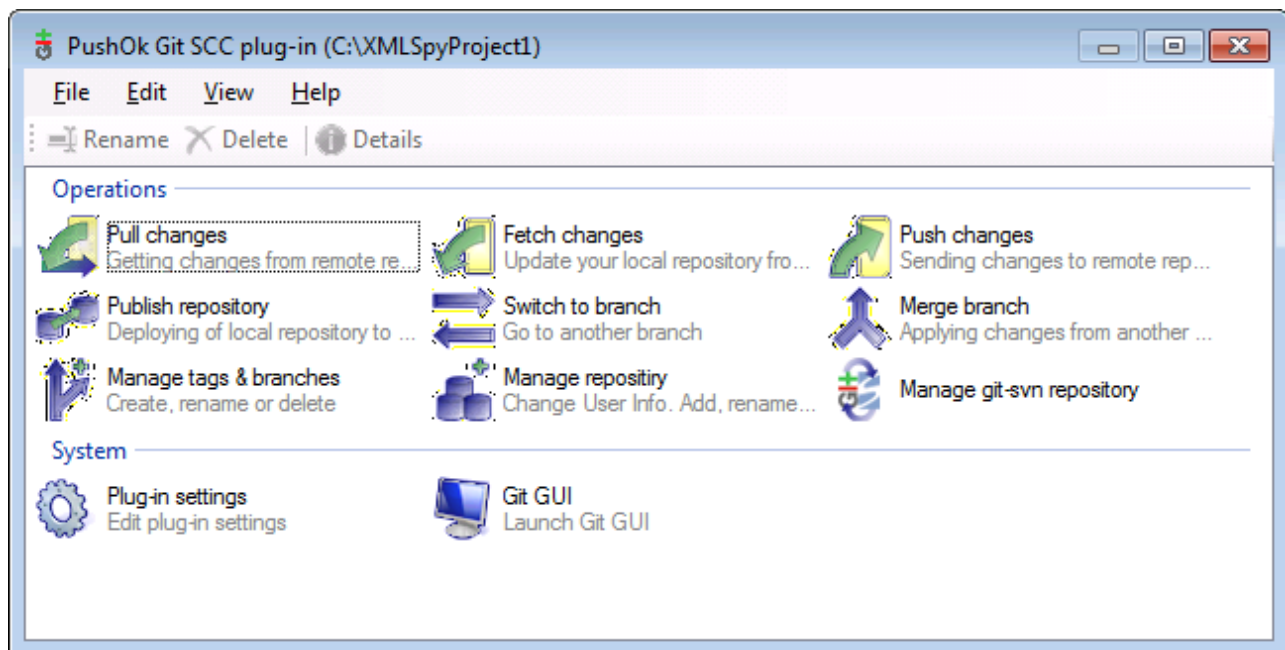 PushOk Git SCC plug-in (C:\XMLSpyProject1)
File Edit View Help
Rename Delete Details
Operations
Pull changes
Getting changes from remote re...
Fetch changes
Update your local repository fro...
Push changes
Sending changes to remote rep...
Publish repository
Deploying of local repository to ...
Switch to branch
Go to another branch
Merge branch
Applying changes from another ...
Manage tags & branches
Create, rename or delete
Manage repositiry
Change User Info. Add, rename...
Manage git-svn repository
System
Plug-in settings
Edit plug-in settings
Git GUI
Launch Git GUI